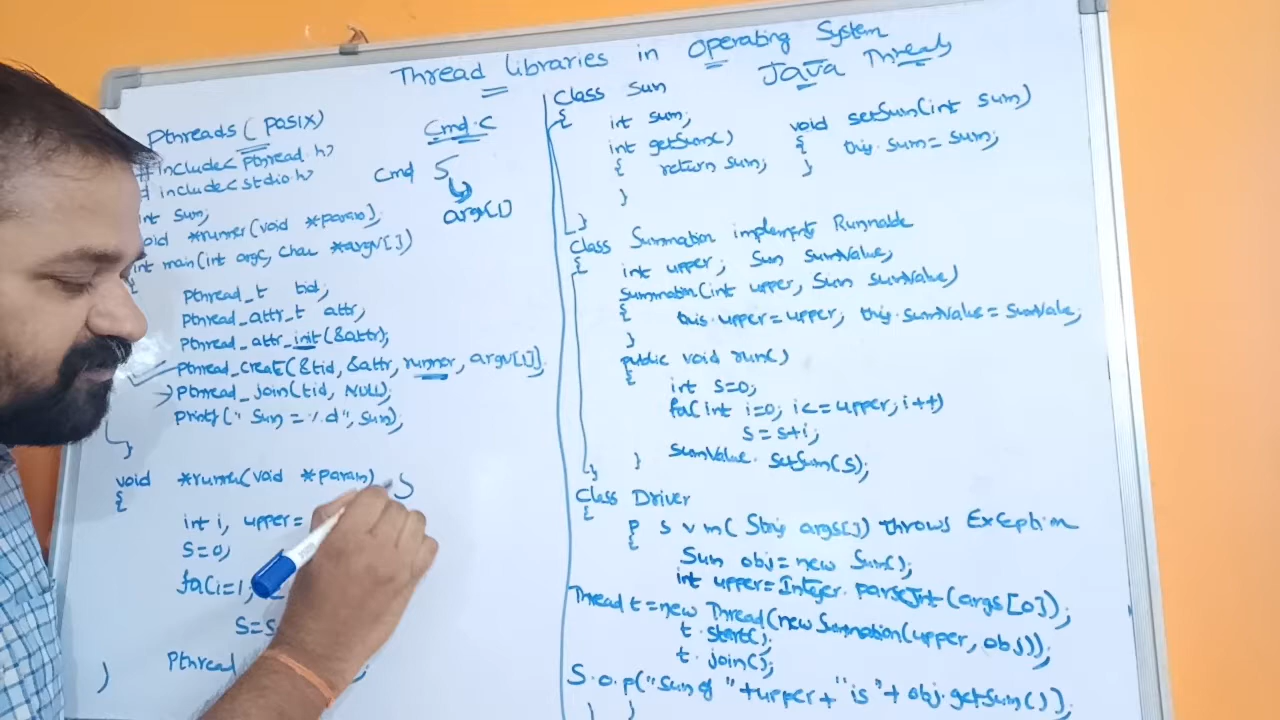 Thread Libraries in Operating System
Pthreads (POSIX)
#include<pthread.h>
# include<stdio.h>
int sum;
void *runner(void *param);
int main(int argc, char *argv[])
{
pthread_t tid;
pthread_attr_t attr;
pthread_attr_init(&attr);
pthread_create(&tid, &attr, runner, argv[1]);
pthread_join(tid, NULL);
printf(" Sum = %d", sum);
}
void *runner(void *param)
{
int i, upper=
s=0;
for(i=1;
s=s
Pthread
}
Cmd.C
Cmd 5
argv[1]
5
Java Threads
Class Sum
{
int sum;
int getSum()
{ return sum;
}
void setSum(int sum)
{ this.sum = sum;
}
}
Class Summation implements Runnable
{
int upper; Sum sumValue;
Summation(int upper, Sum sumValue)
{ this.upper=upper; this.sumValue = sumValue;
}
public void run()
{
int s=0;
for(int i=0; i<=upper; i++)
s=s+i;
sumValue.setSum(s);
}
}
Class Driver
{
P S V m( String args[]) throws Exception
{
Sum obj=new Sum();
int upper=Integer.parseInt(args[0]);
Thread t=new Thread(new Summation(upper, obj));
t.start();
t.join();
S.o.p("Sum of "+upper+"is"+ obj.getSum());
} }